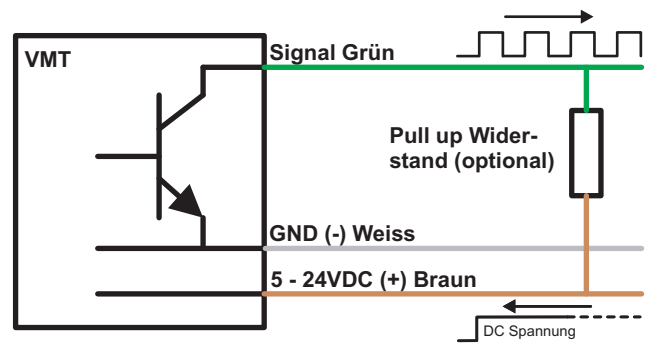 VMT
Signal Grün
Pull up Wider-
stand (optional)
GND (-) Weiss
5 - 24VDC (+) Braun
DC Spannung